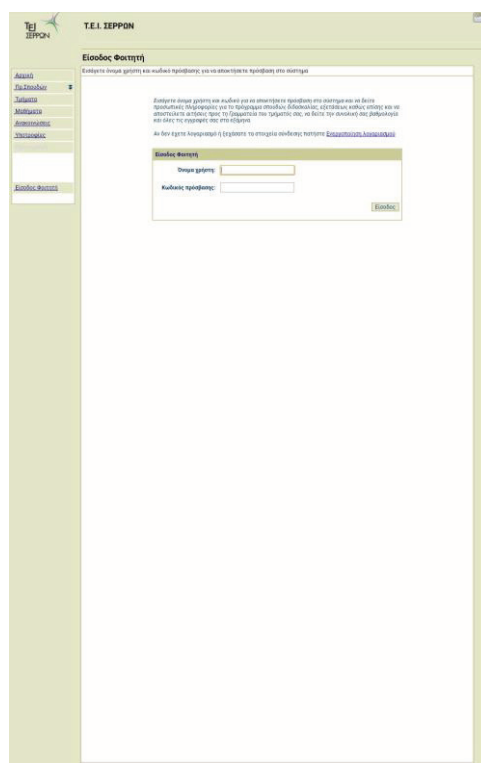 ΤΕΙ
ΣΕΡΡΩΝ
Τ.Ε.Ι. ΣΕΡΡΩΝ
Είσοδος Φοιτητή
Εισάγετε όνομα χρήστη και κωδικό πρόσβασης για να αποκτήσετε πρόσβαση στο σύστημα
Αρχική
Πρ.Σπουδών
Τμήματα
Μαθήματα
Ανακοινώσεις
Υποτροφίες
Είσοδος Φοιτητή
Εισάγετε όνομα χρήστη και κωδικό για να αποκτήσετε πρόσβαση στο σύστημα και να δείτε
προσωπικές πληροφορίες για το πρόγραμμα σπουδών, διδασκαλίας, εξετάσεων, καθώς επίσης και να
αποστείλετε αιτήσεις προς τη Γραμματεία του τμήματός σας, να δείτε την συνολική σας βαθμολογία
και όλες τις εγγραφές σας στα εξάμηνα.
Αν δεν έχετε λογαριασμό ή ξεχάσατε τα στοιχεία σύνδεσης πατήστε Ενεργοποίηση λογαριασμού
Είσοδος Φοιτητή
Όνομα χρήστη:
Κωδικός πρόσβασης:
Είσοδος